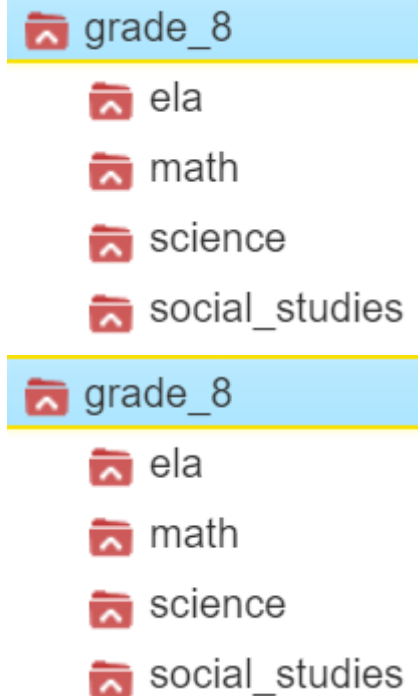 grade_8
ela
math
science
social_studies
grade_8
ela
math
science
social_studies